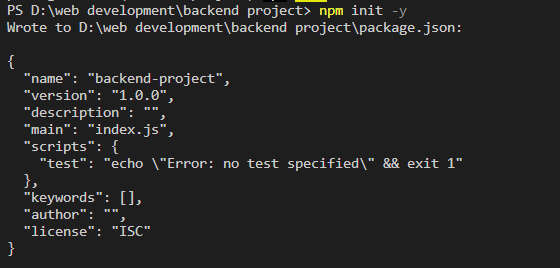 PS D:\web development\backend project> npm init -y
Wrote to D:\web development\backend project\package.json:
{
  "name": "backend-project",
  "version": "1.0.0",
  "description": "",
  "main": "index.js",
  "scripts": {
    "test": "echo \"Error: no test specified\" && exit 1"
  },
  "keywords": [],
  "author": "",
  "license": "ISC"
}